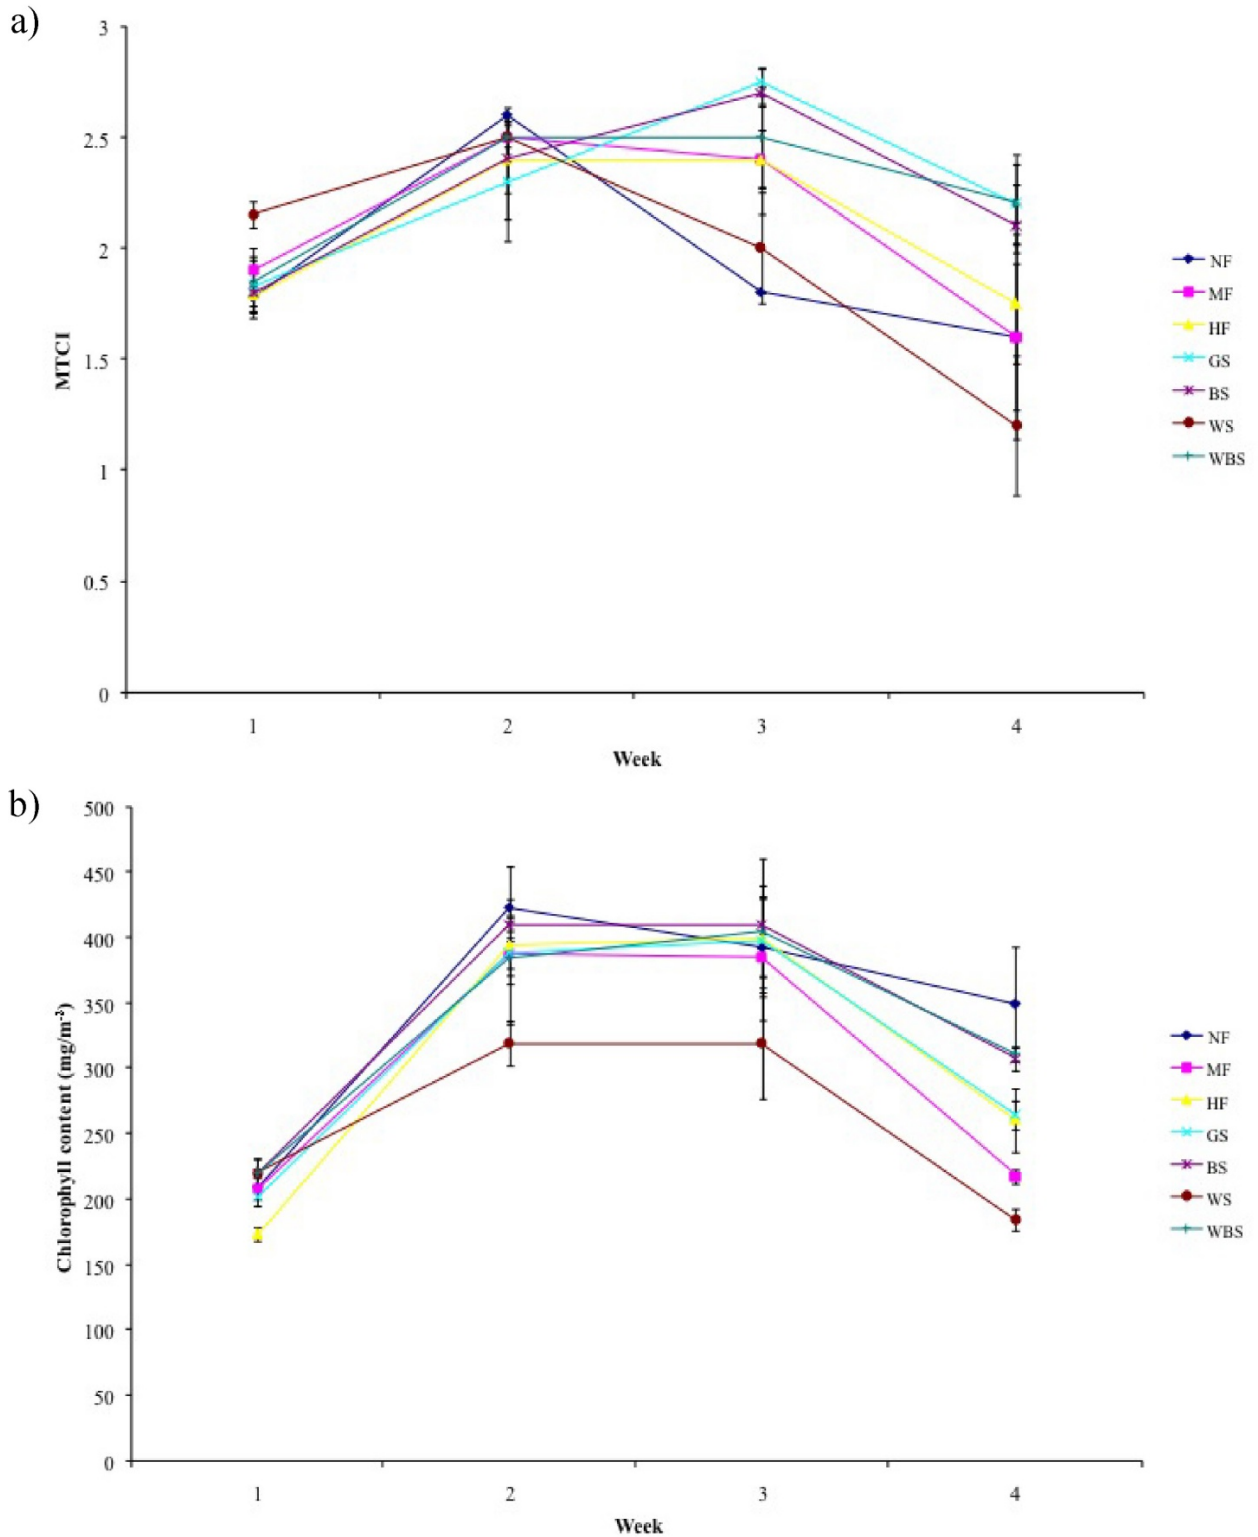 a)
3
2.5
2
1.5
1
0.5
0
MTCI
1 2 3 4
Week
NF
MF
HF
GS
BS
WS
WBS
b)
500
450
400
350
300
250
200
150
100
50
0
Chlorophyll content (mg/m⁻²)
1 2 3 4
Week
NF
MF
HF
GS
BS
WS
WBS